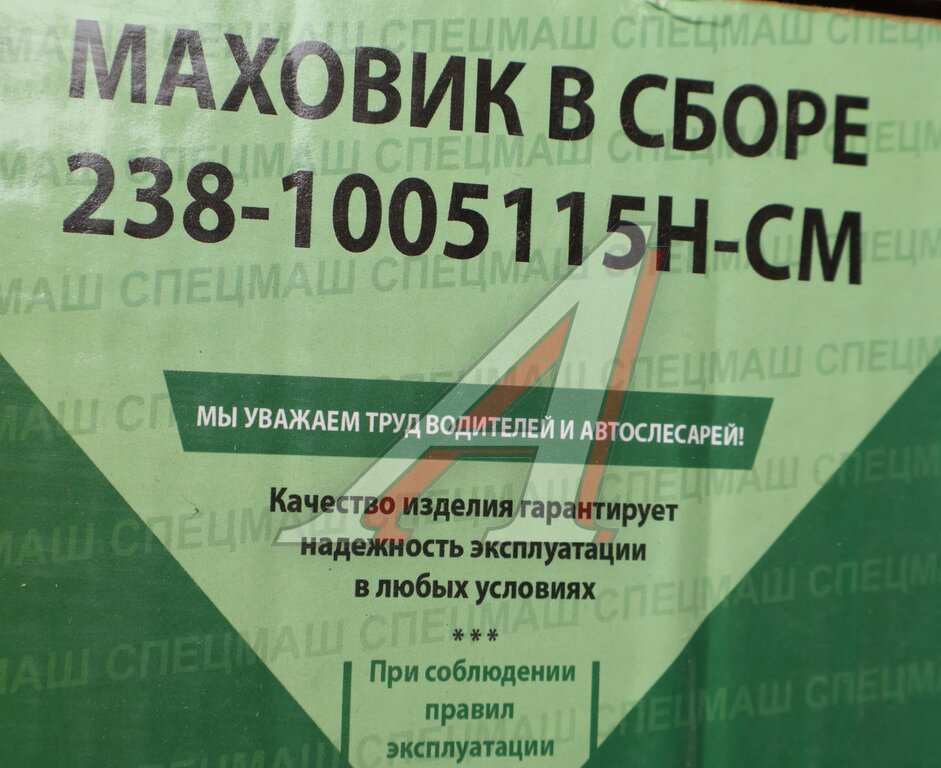 МАХОВИК В СБОРЕ
238-1005115Н-СМ
МЫ УВАЖАЕМ ТРУД ВОДИТЕЛЕЙ И АВТОСЛЕСАРЕЙ!
Качество изделия гарантирует
надежность эксплуатации
в любых условиях
***
При соблюдении
правил
эксплуатации